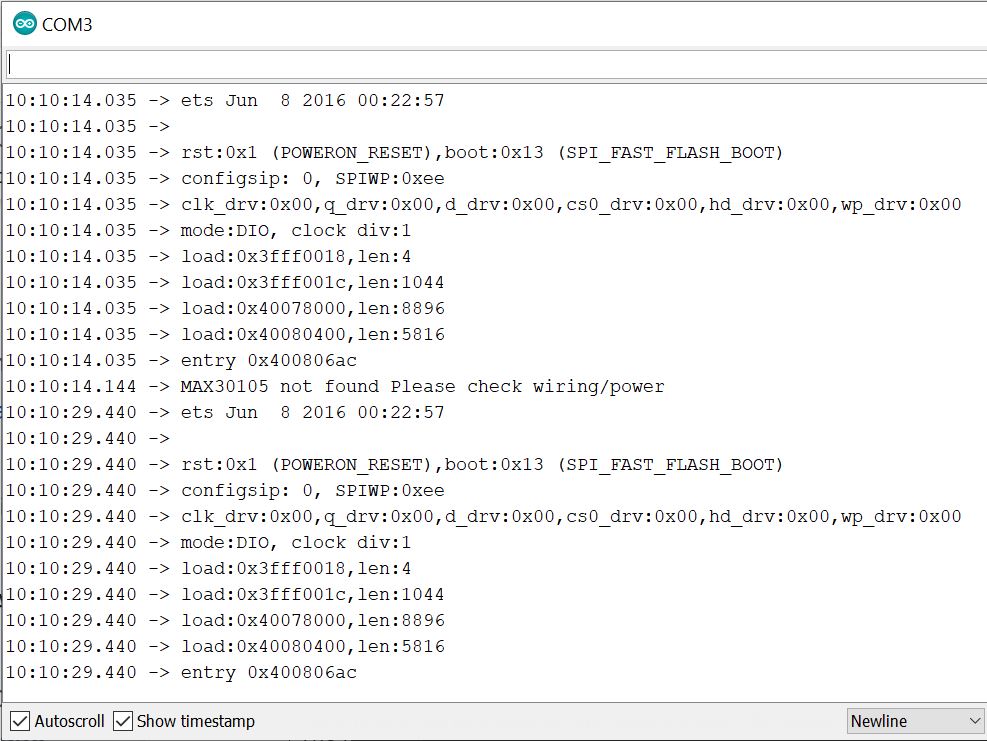 COM3
10:10:14.035 -> ets Jun  8 2016 00:22:57
10:10:14.035 ->
10:10:14.035 -> rst:0x1 (POWERON_RESET),boot:0x13 (SPI_FAST_FLASH_BOOT)
10:10:14.035 -> configsip: 0, SPIWP:0xee
10:10:14.035 -> clk_drv:0x00,q_drv:0x00,d_drv:0x00,cs0_drv:0x00,hd_drv:0x00,wp_drv:0x00
10:10:14.035 -> mode:DIO, clock div:1
10:10:14.035 -> load:0x3fff0018,len:4
10:10:14.035 -> load:0x3fff001c,len:1044
10:10:14.035 -> load:0x40078000,len:8896
10:10:14.035 -> load:0x40080400,len:5816
10:10:14.035 -> entry 0x400806ac
10:10:14.144 -> MAX30105 not found Please check wiring/power
10:10:29.440 -> ets Jun  8 2016 00:22:57
10:10:29.440 ->
10:10:29.440 -> rst:0x1 (POWERON_RESET),boot:0x13 (SPI_FAST_FLASH_BOOT)
10:10:29.440 -> configsip: 0, SPIWP:0xee
10:10:29.440 -> clk_drv:0x00,q_drv:0x00,d_drv:0x00,cs0_drv:0x00,hd_drv:0x00,wp_drv:0x00
10:10:29.440 -> mode:DIO, clock div:1
10:10:29.440 -> load:0x3fff0018,len:4
10:10:29.440 -> load:0x3fff001c,len:1044
10:10:29.440 -> load:0x40078000,len:8896
10:10:29.440 -> load:0x40080400,len:5816
10:10:29.440 -> entry 0x400806ac
Autoscroll Show timestamp Newline